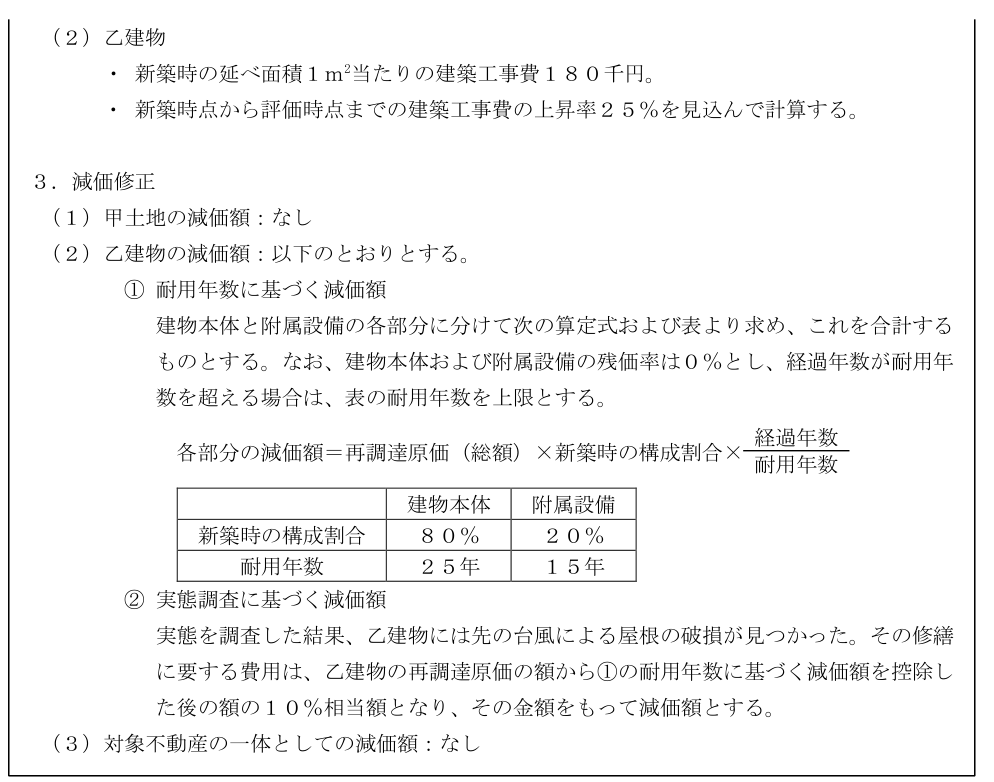 （２）乙建物
・ 新築時の延べ面積１ｍ²当たりの建築工事費１８０千円。
・ 新築時点から評価時点までの建築工事費の上昇率２５％を見込んで計算する。
３．減価修正
（１）甲土地の減価額：なし
（２）乙建物の減価額：以下のとおりとする。
① 耐用年数に基づく減価額
建物本体と附属設備の各部分に分けて次の算定式および表より求め、これを合計する
ものとする。なお、建物本体および附属設備の残価率は０％とし、経過年数が耐用年
数を超える場合は、表の耐用年数を上限とする。
各部分の減価額＝再調達原価（総額）×新築時の構成割合×経過年数／耐用年数
建物本体 附属設備
新築時の構成割合 ８０％ ２０％
耐用年数 ２５年 １５年
② 実態調査に基づく減価額
実態を調査した結果、乙建物には先の台風による屋根の破損が見つかった。その修繕
に要する費用は、乙建物の再調達原価の額から①の耐用年数に基づく減価額を控除し
た後の額の１０％相当額となり、その金額をもって減価額とする。
（３）対象不動産の一体としての減価額：なし